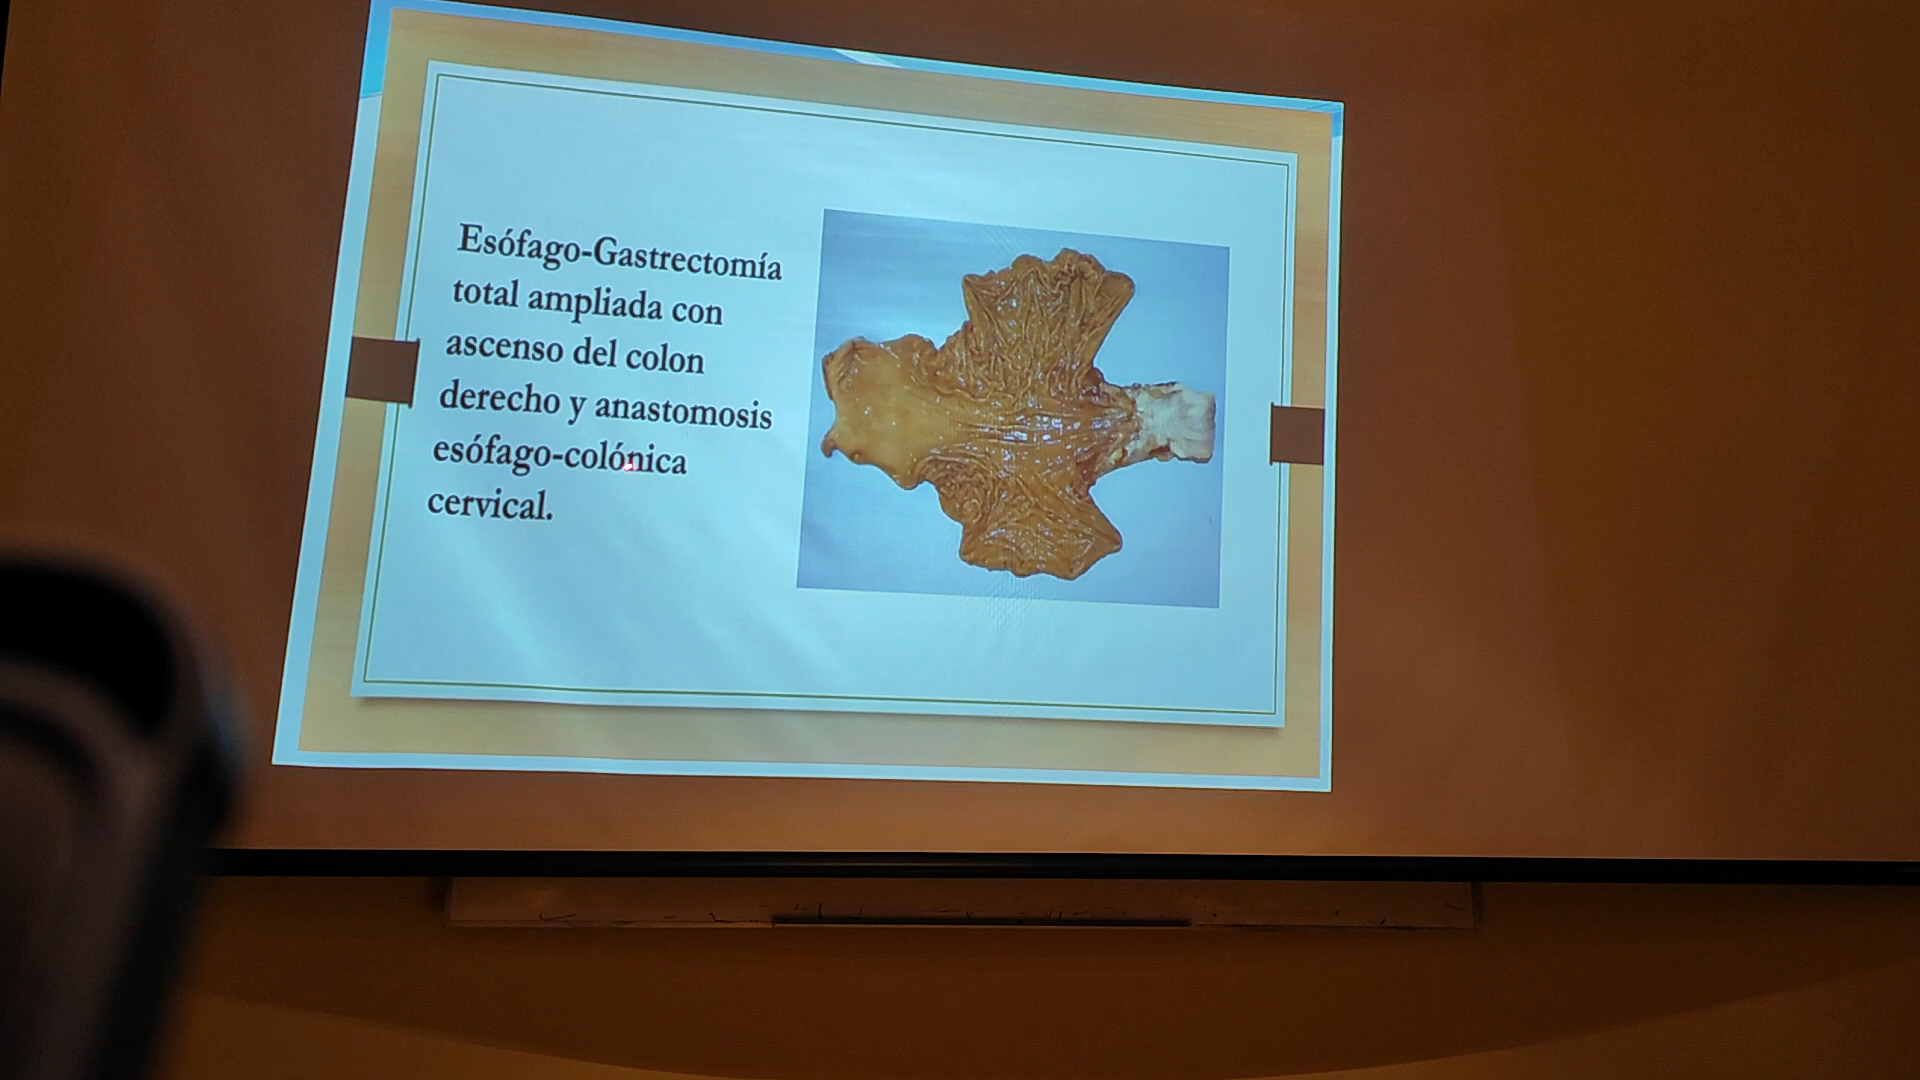 Esófago-Gastrectomía
total ampliada con
ascenso del colon
derecho y anastomosis
esófago-colónica
cervical.